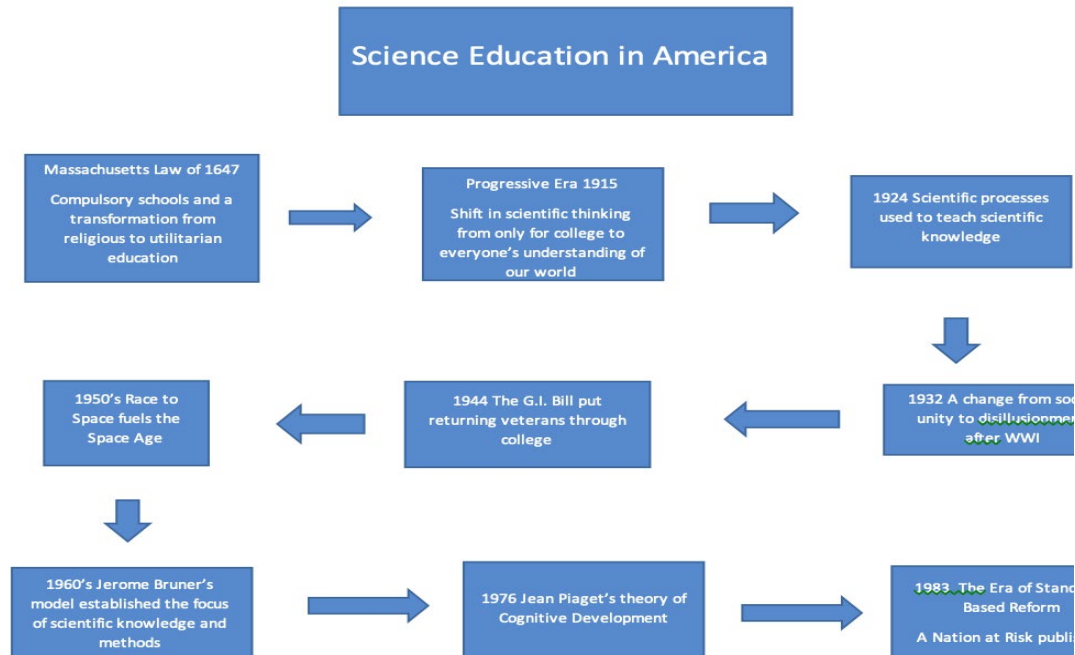 Science Education in America
Massachusetts Law of 1647
Compulsory schools and a
transformation from
religious to utilitarian
education
Progressive Era 1915
Shift in scientific thinking
from only for college to
everyone's understanding of
our world
1924 Scientific processes
used to teach scientific
knowledge
1932 A change from
unity to
after WWI
1944 The G.I. Bill put
returning veterans through
college
1950's Race to
Space fuels the
Space Age
1960's Jerome Bruner's
model established the focus
of scientific knowledge and
methods
1976 Jean Piaget's theory of
Cognitive Development
1983 The Era of
Based Reform
A Nation at Risk